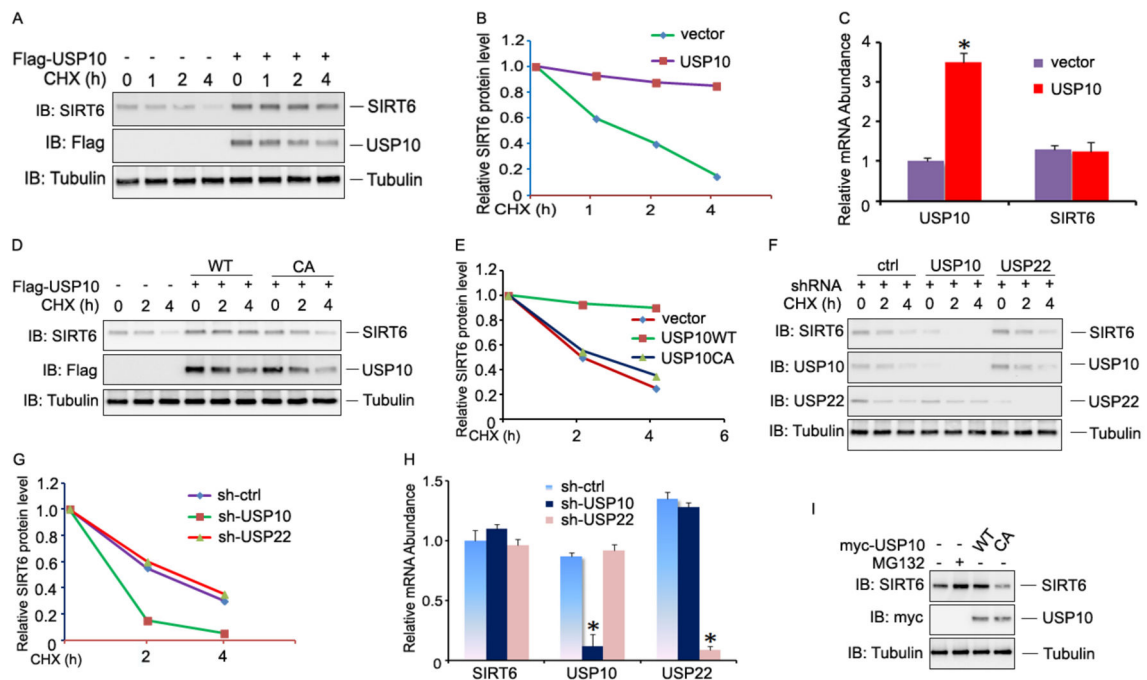 A
Flag-USP10 - - - - + + + +
CHX (h) 0 1 2 4 0 1 2 4
IB: SIRT6 SIRT6
IB: Flag USP10
IB: Tubulin Tubulin
B
Relative SIRT6 protein level
1.2
1.0
0.8
0.6
0.4
0.2
0
CHX (h) 1 2 4
vector
USP10
C
Relative mRNA Abundance
5
4
3
2
1
0
*
vector
USP10
USP10 SIRT6
D
WT CA
Flag-USP10 - - - + + + + + +
CHX (h) 0 2 4 0 2 4 0 2 4
IB: SIRT6 SIRT6
IB: Flag USP10
IB: Tubulin Tubulin
E
Relative SIRT6 protein level
1.2
1.0
0.8
0.6
0.4
0.2
0
CHX (h) 2 4 6
vector
USP10WT
USP10CA
F
ctrl USP10 USP22
shRNA + + + + + + + + +
CHX (h) 0 2 4 0 2 4 0 2 4
IB: SIRT6 SIRT6
IB: USP10 USP10
IB: USP22 USP22
IB: Tubulin Tubulin
G
Relative SIRT6 protein level
1.2
1.0
0.8
0.6
0.4
0.2
0
CHX (h) 2 4
sh-ctrl
sh-USP10
sh-USP22
H
Relative mRNA Abundance
1.5
1.0
0.5
0
sh-ctrl
sh-USP10
sh-USP22
* *
SIRT6 USP10 USP22
I
myc-USP10 - - WT CA
MG132 - + - -
IB: SIRT6 SIRT6
IB: myc USP10
IB: Tubulin Tubulin